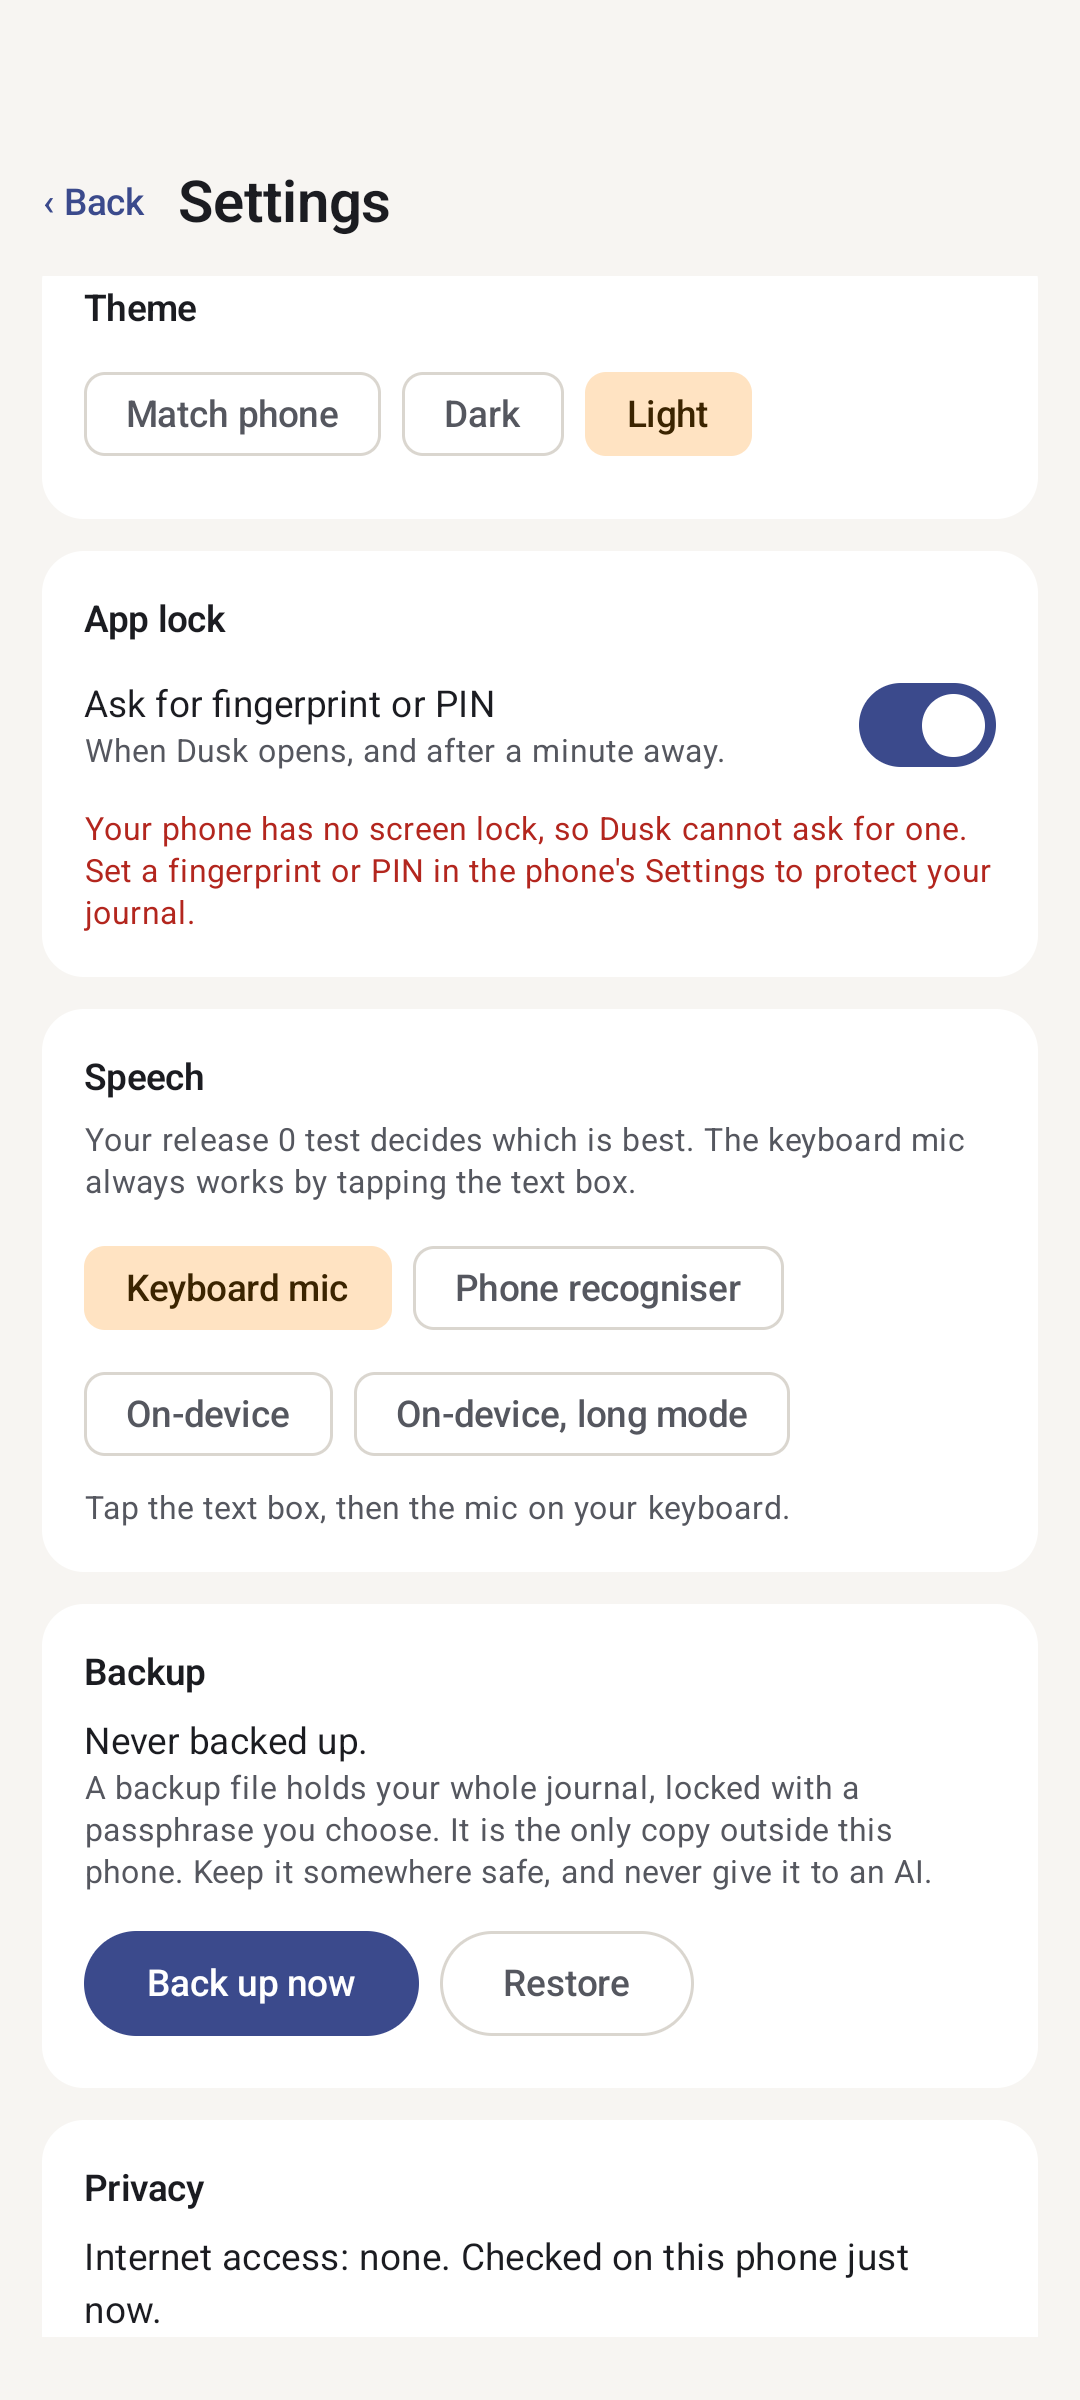 ‹ Back Settings
Theme
Match phone Dark Light
App lock
Ask for fingerprint or PIN
When Dusk opens, and after a minute away.
Your phone has no screen lock, so Dusk cannot ask for one.
Set a fingerprint or PIN in the phone's Settings to protect your
journal.
Speech
Your release 0 test decides which is best. The keyboard mic
always works by tapping the text box.
Keyboard mic Phone recogniser
On-device On-device, long mode
Tap the text box, then the mic on your keyboard.
Backup
Never backed up.
A backup file holds your whole journal, locked with a
passphrase you choose. It is the only copy outside this
phone. Keep it somewhere safe, and never give it to an AI.
Back up now Restore
Privacy
Internet access: none. Checked on this phone just
now.